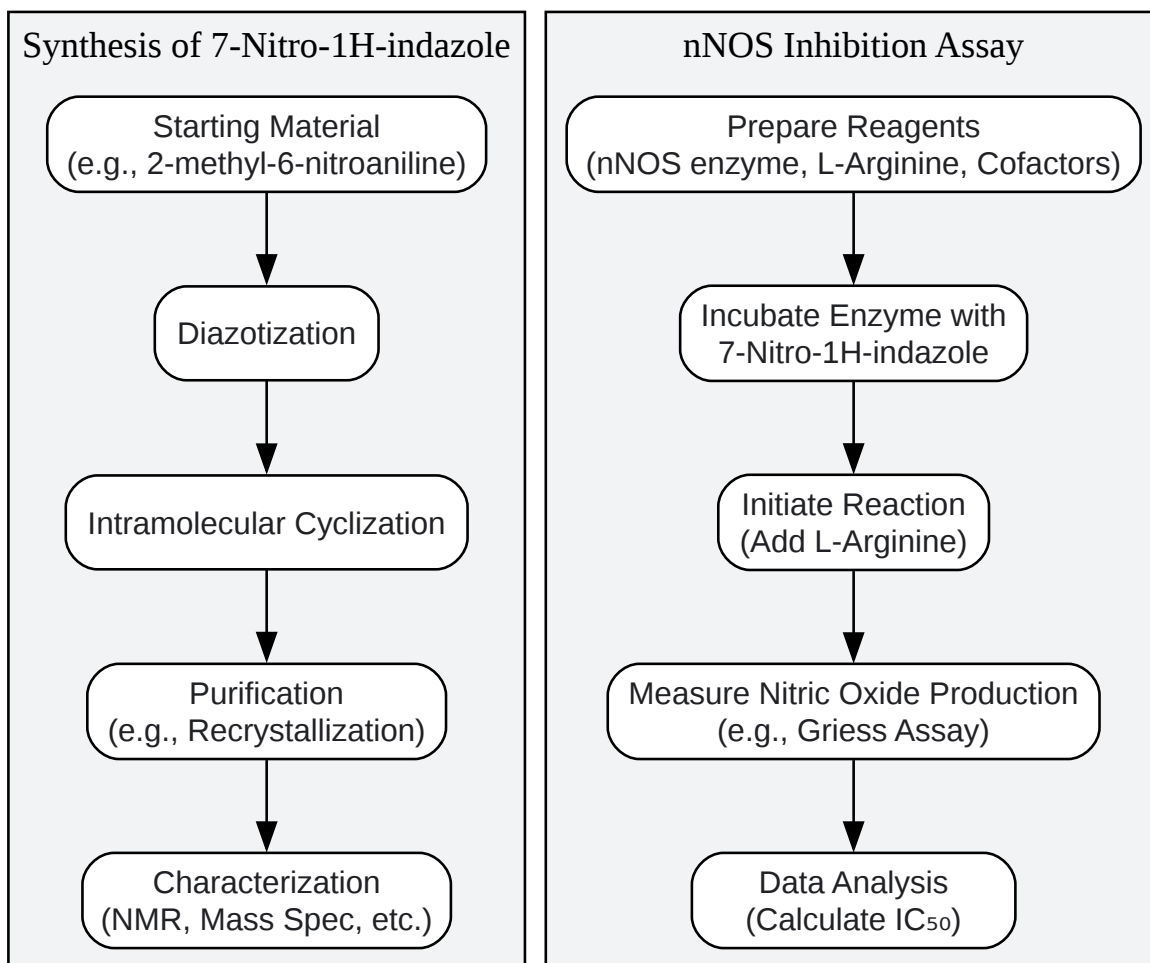 Synthesis of 7-Nitro-1H-indazole
Starting Material
(e.g., 2-methyl-6-nitroaniline)
Diazotization
Intramolecular Cyclization
Purification
(e.g., Recrystallization)
Characterization
(NMR, Mass Spec, etc.)
nNOS Inhibition Assay
Prepare Reagents
(nNOS enzyme, L-Arginine, Cofactors)
Incubate Enzyme with
7-Nitro-1H-indazole
Initiate Reaction
(Add L-Arginine)
Measure Nitric Oxide Production
(e.g., Griess Assay)
Data Analysis
(Calculate IC₅₀)